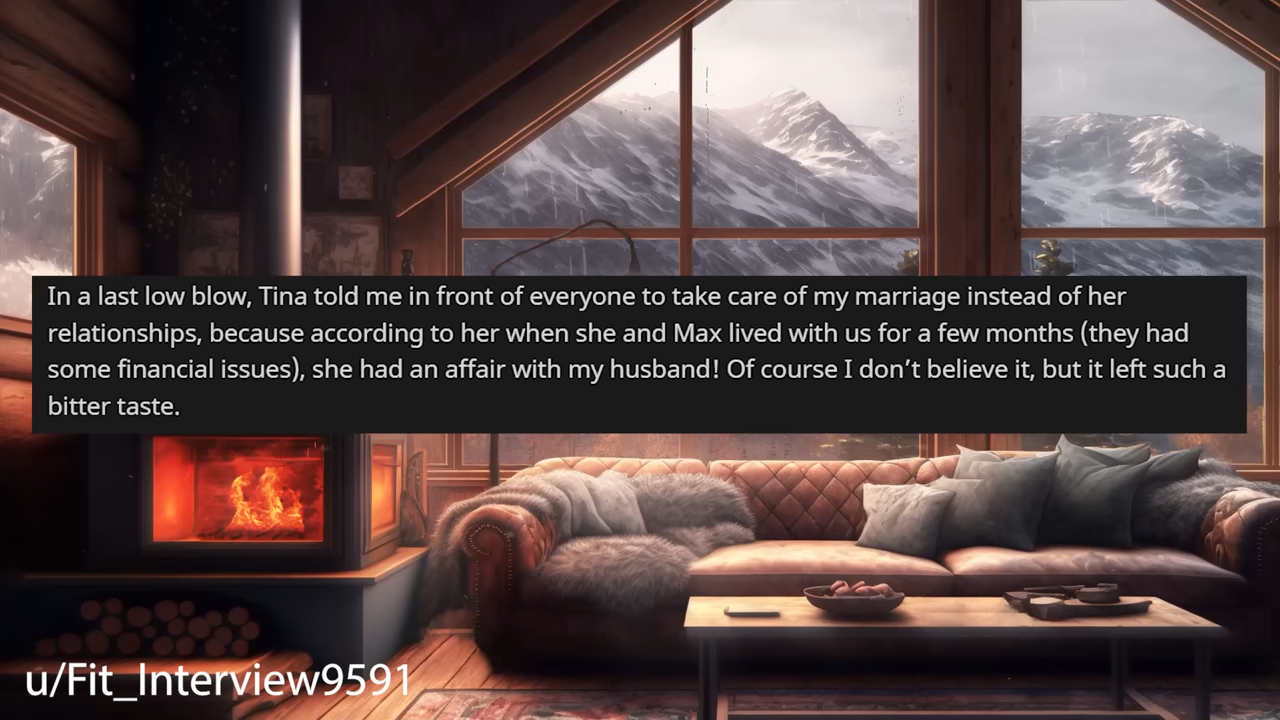 In a last low blow, Tina told me in front of everyone to take care of my marriage instead of her
relationships, because according to her when she and Max lived with us for a few months (they had
some financial issues), she had an affair with my husband! Of course I don’t believe it, but it left such a
bitter taste.
u/Fit_Interview9591